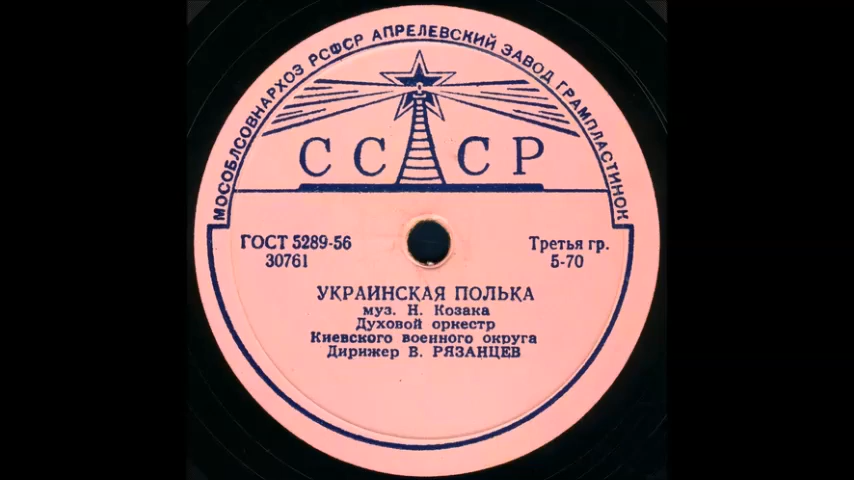 МОСОБЛСОВНАРХОЗ РСФСР АПРЕЛЕВСКИЙ ЗАВОД ГРАМПЛАСТИНОК
СССР
ГОСТ 5289-56
30761
Третья гр.
5-70
УКРАИНСКАЯ ПОЛЬКА
муз. Н. Козака
Духовой оркестр
Киевского военного округа
Дирижер В. РЯЗАНЦЕВ